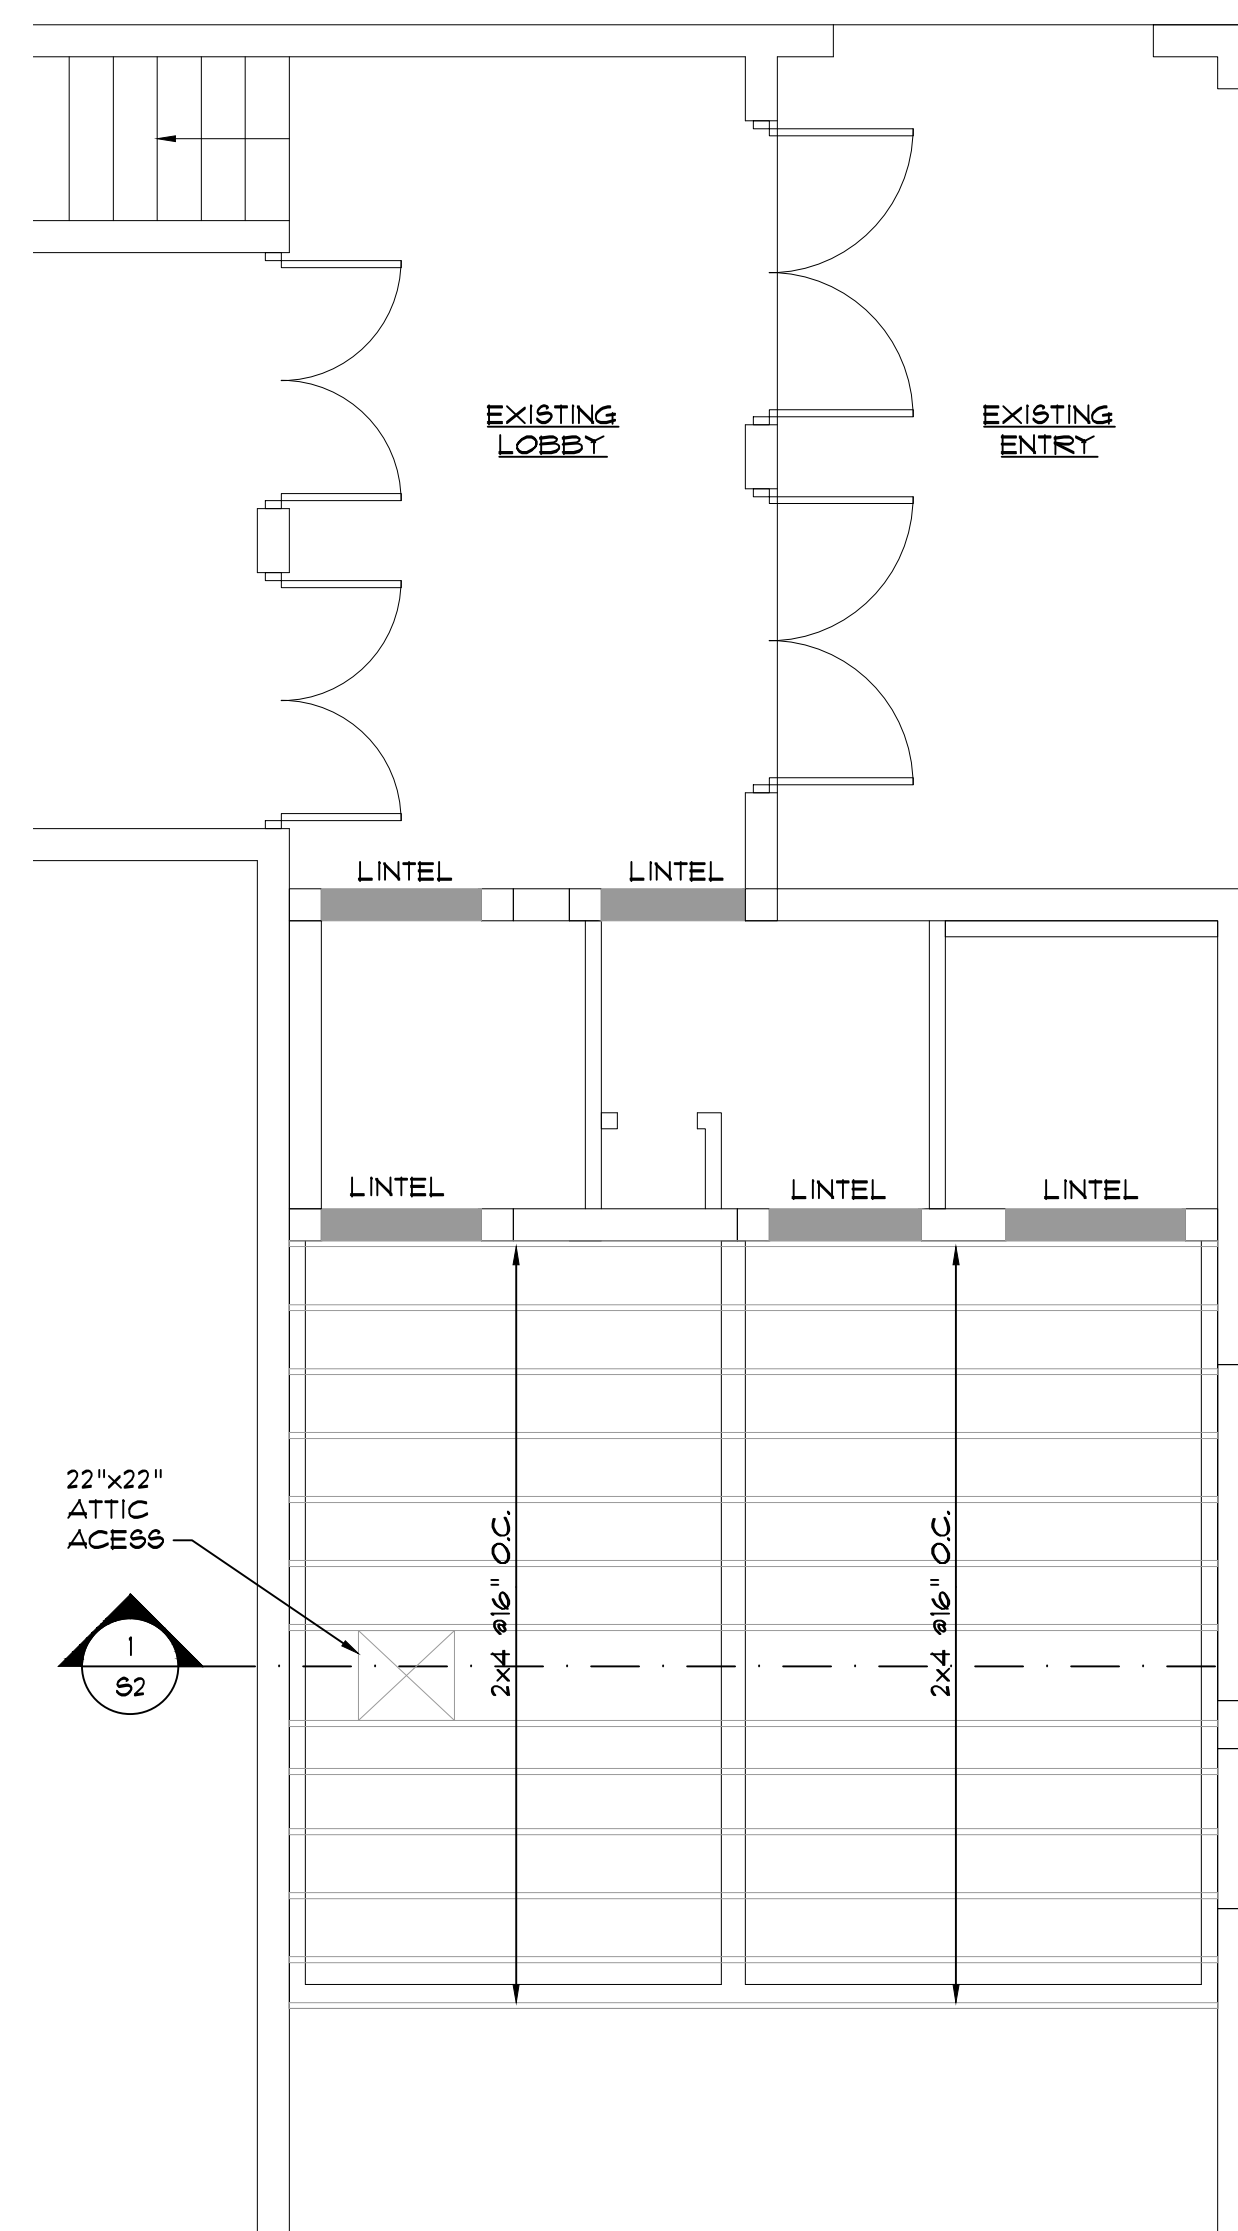 EXISTING
LOBBY
EXISTING
ENTRY
LINTEL
LINTEL
LINTEL
LINTEL
LINTEL
22"x22"
ATTIC
ACESS
2x4 @16" O.C.
2x4 @16" O.C.
1
S2